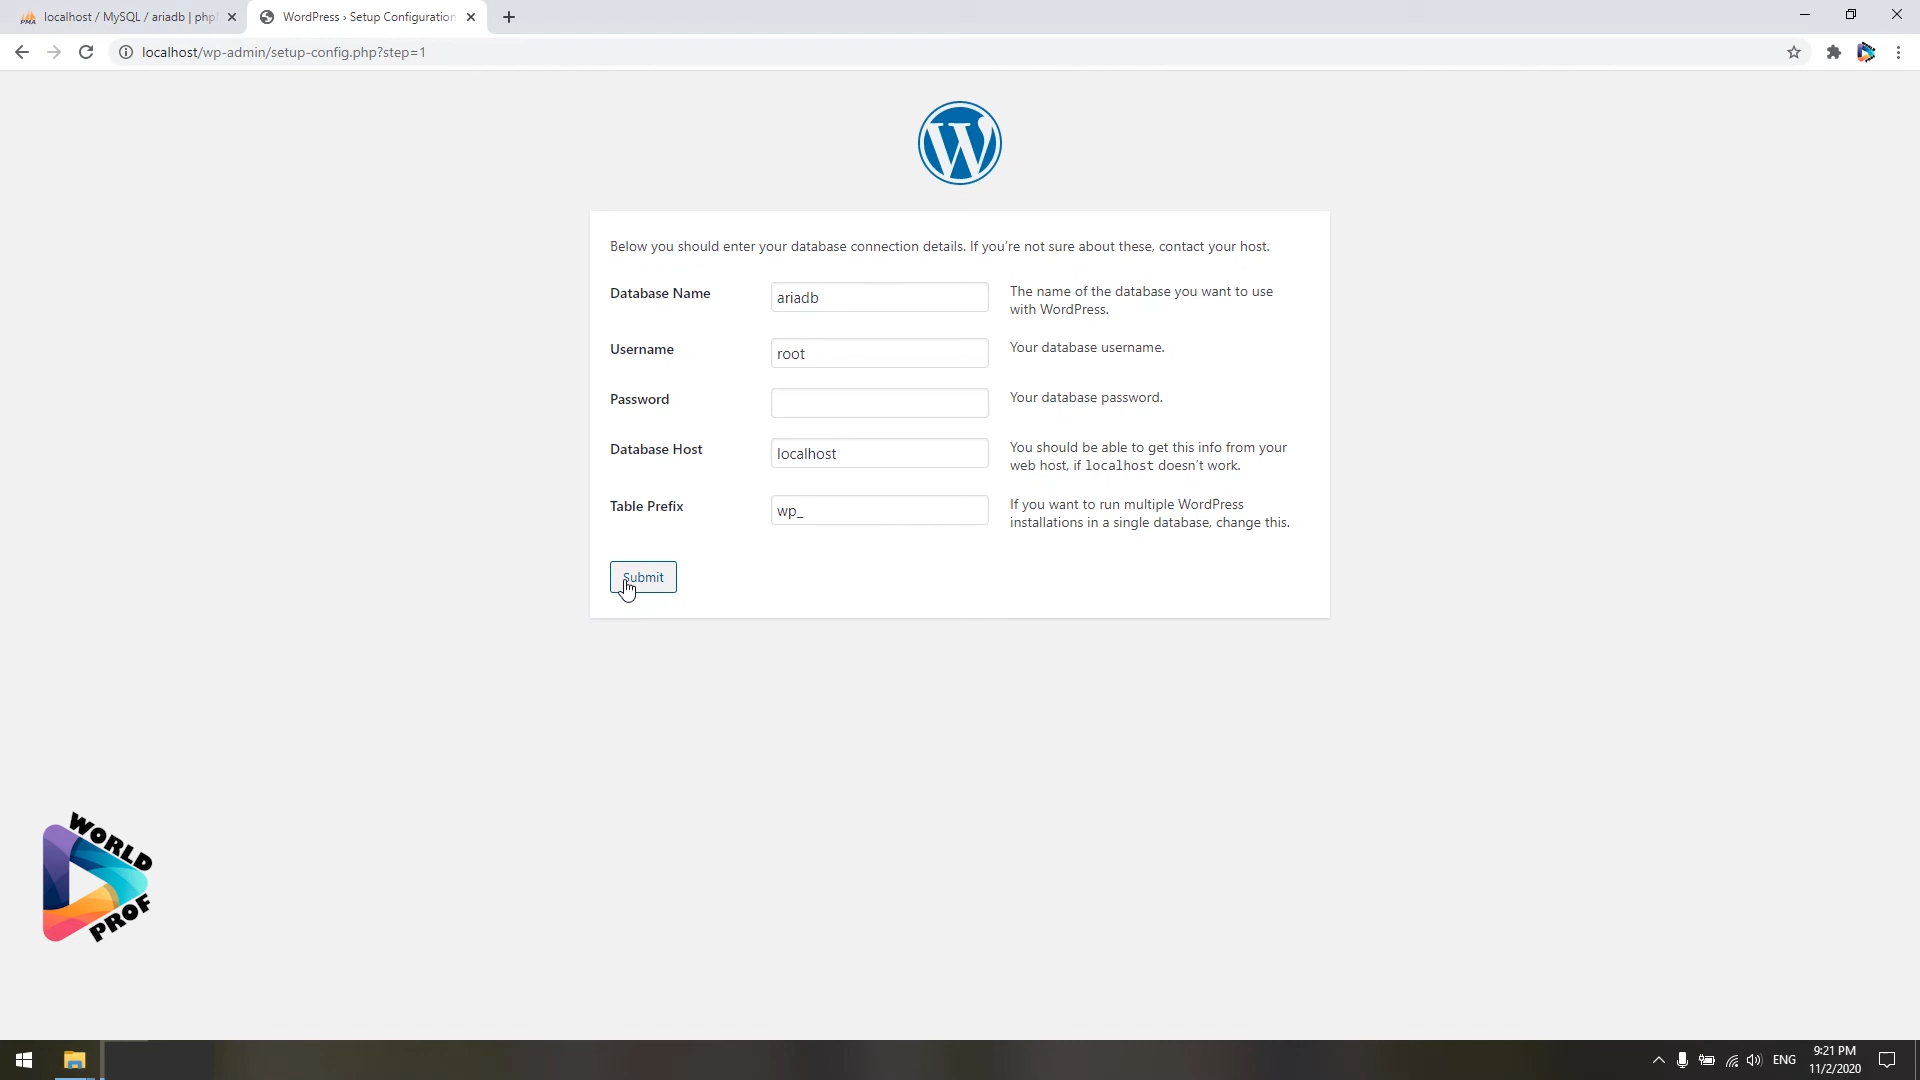 localhost / MySQL / ariadb | php
WordPress › Setup Configuration
localhost/wp-admin/setup-config.php?step=1
Below you should enter your database connection details. If you’re not sure about these, contact your host.
Database Name
ariadb
The name of the database you want to use
with WordPress.
Username
root
Your database username.
Password
Your database password.
Database Host
localhost
You should be able to get this info from your
web host, if localhost doesn’t work.
Table Prefix
wp_
If you want to run multiple WordPress
installations in a single database, change this.
Submit
WORLD
PROF
ENG
9:21 PM
11/2/2020